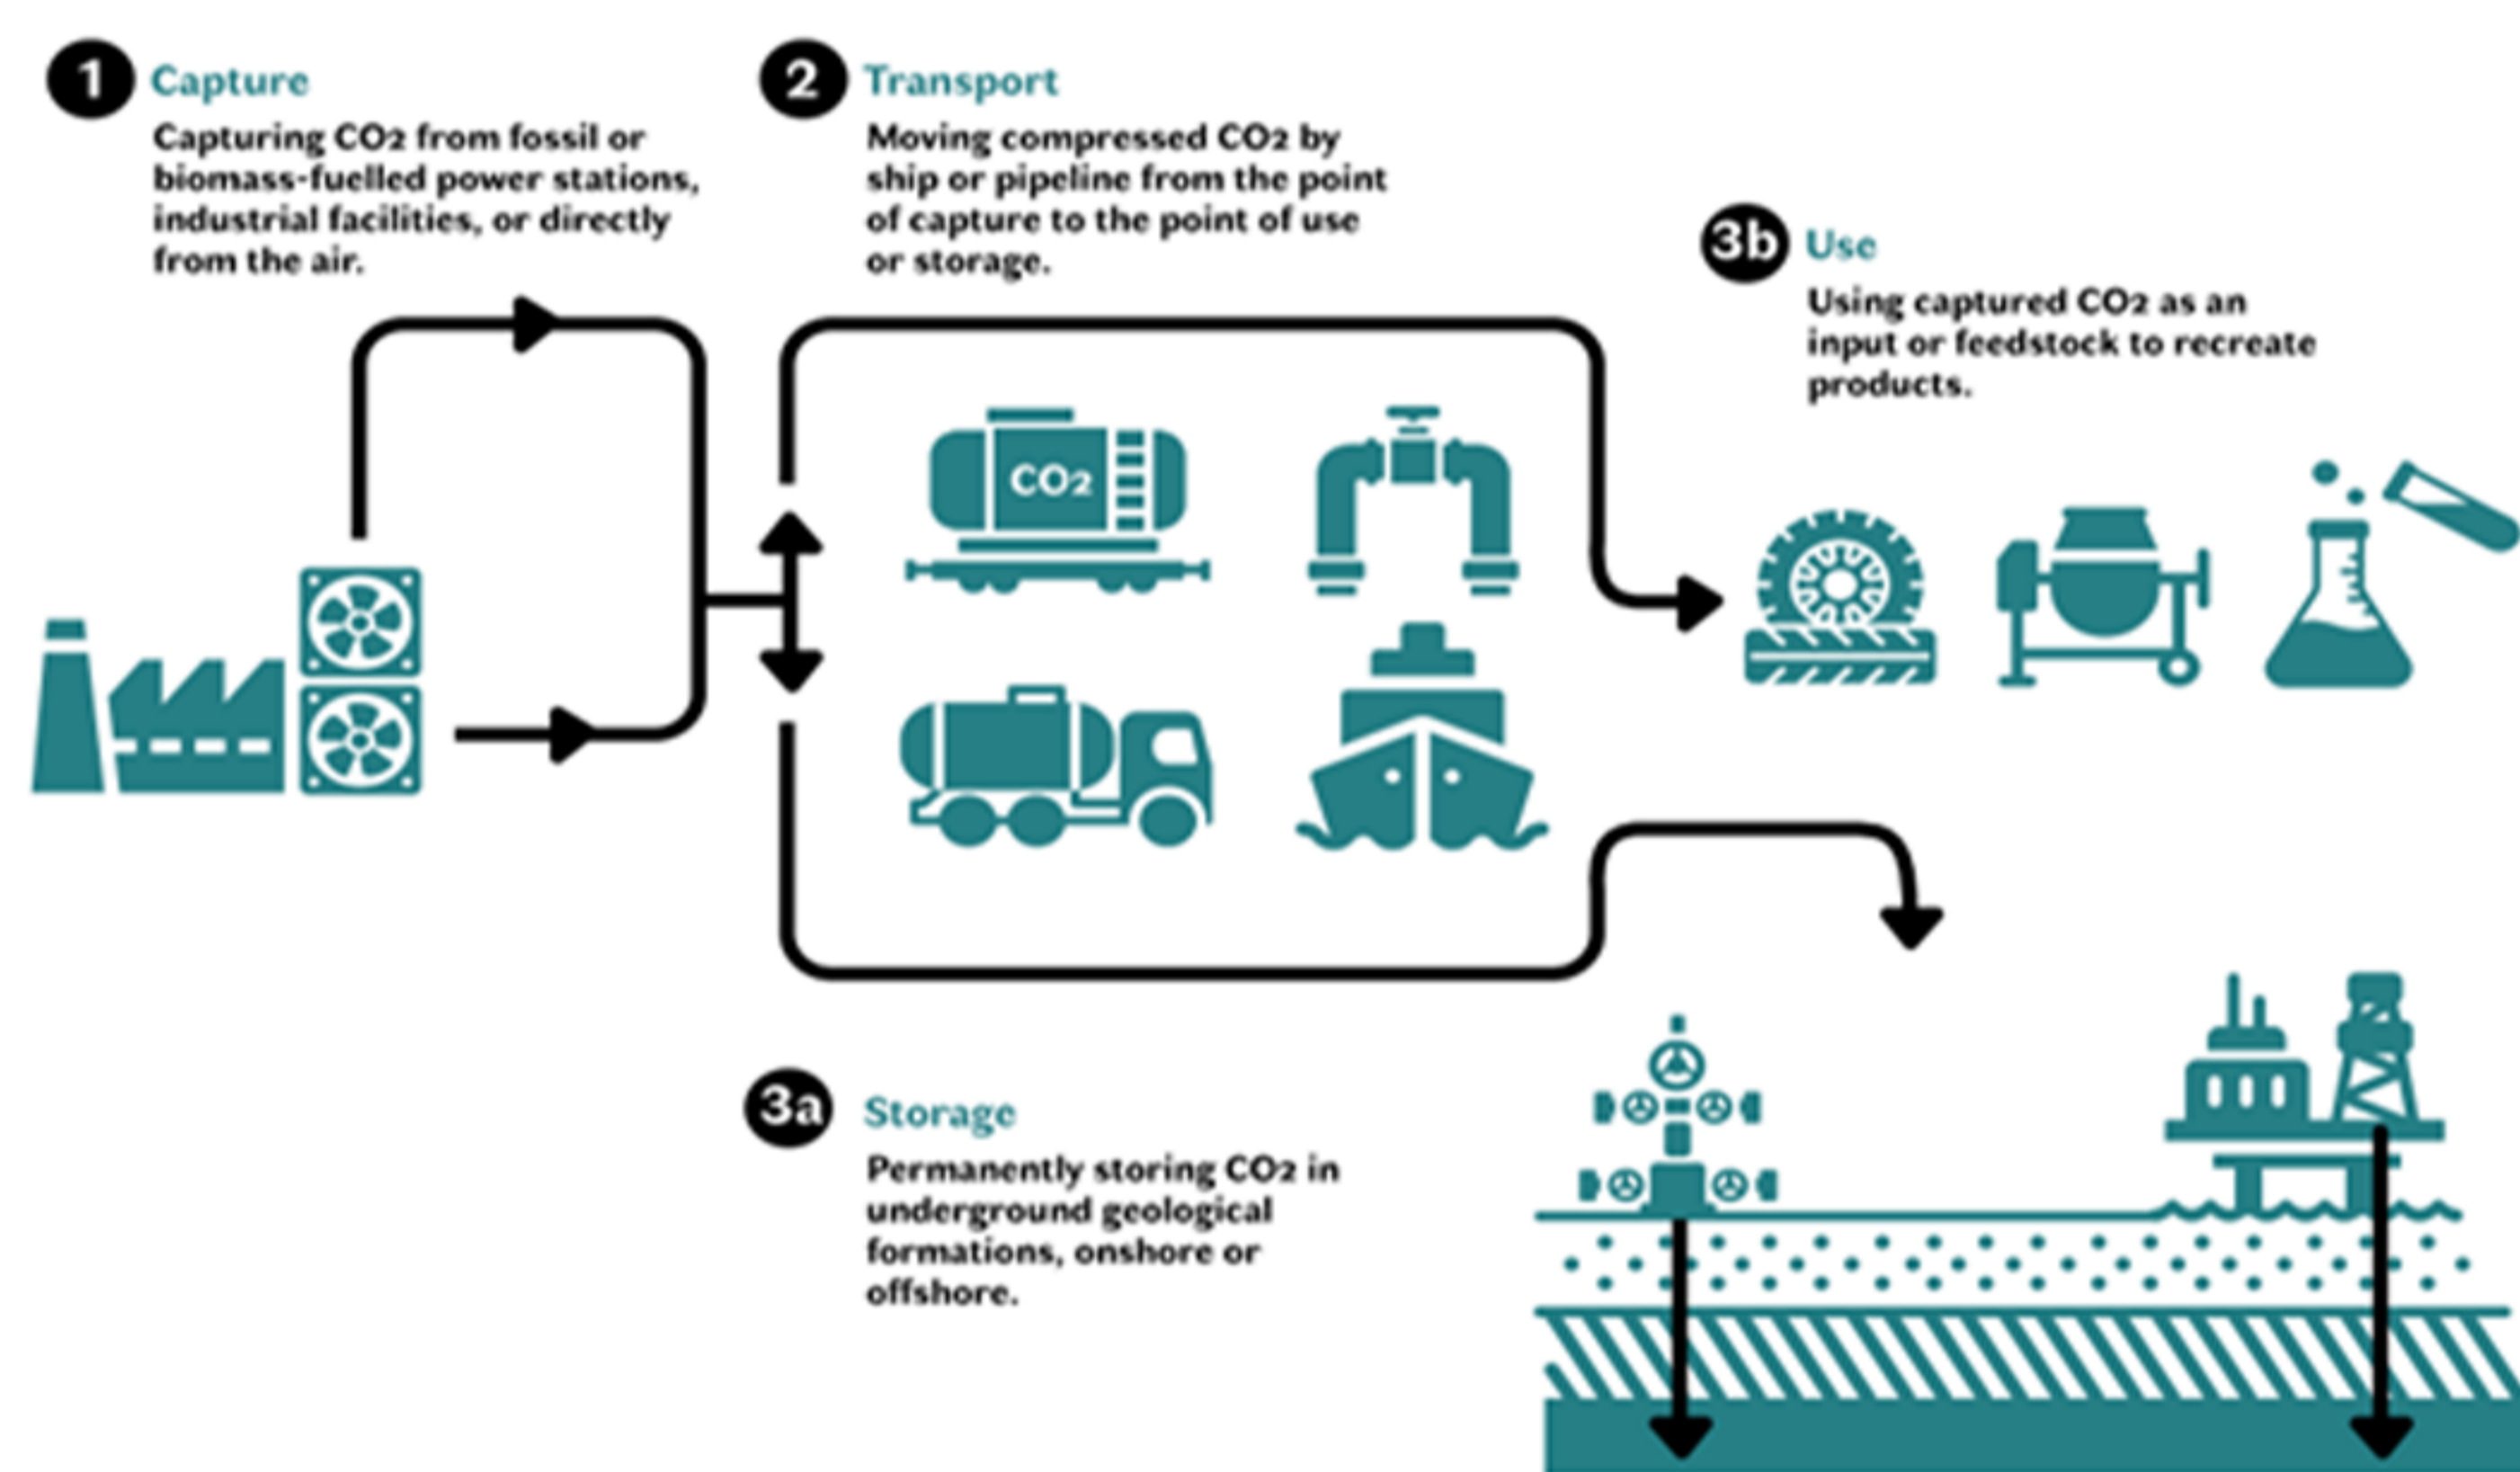 1 Capture
Capturing CO2 from fossil or
biomass-fuelled power stations,
industrial facilities, or directly
from the air.
2 Transport
Moving compressed CO2 by
ship or pipeline from the point
of capture to the point of use
or storage.
3b Use
Using captured CO2 as an
input or feedstock to recreate
products.
CO2
3a Storage
Permanently storing CO2 in
underground geological
formations, onshore or
offshore.